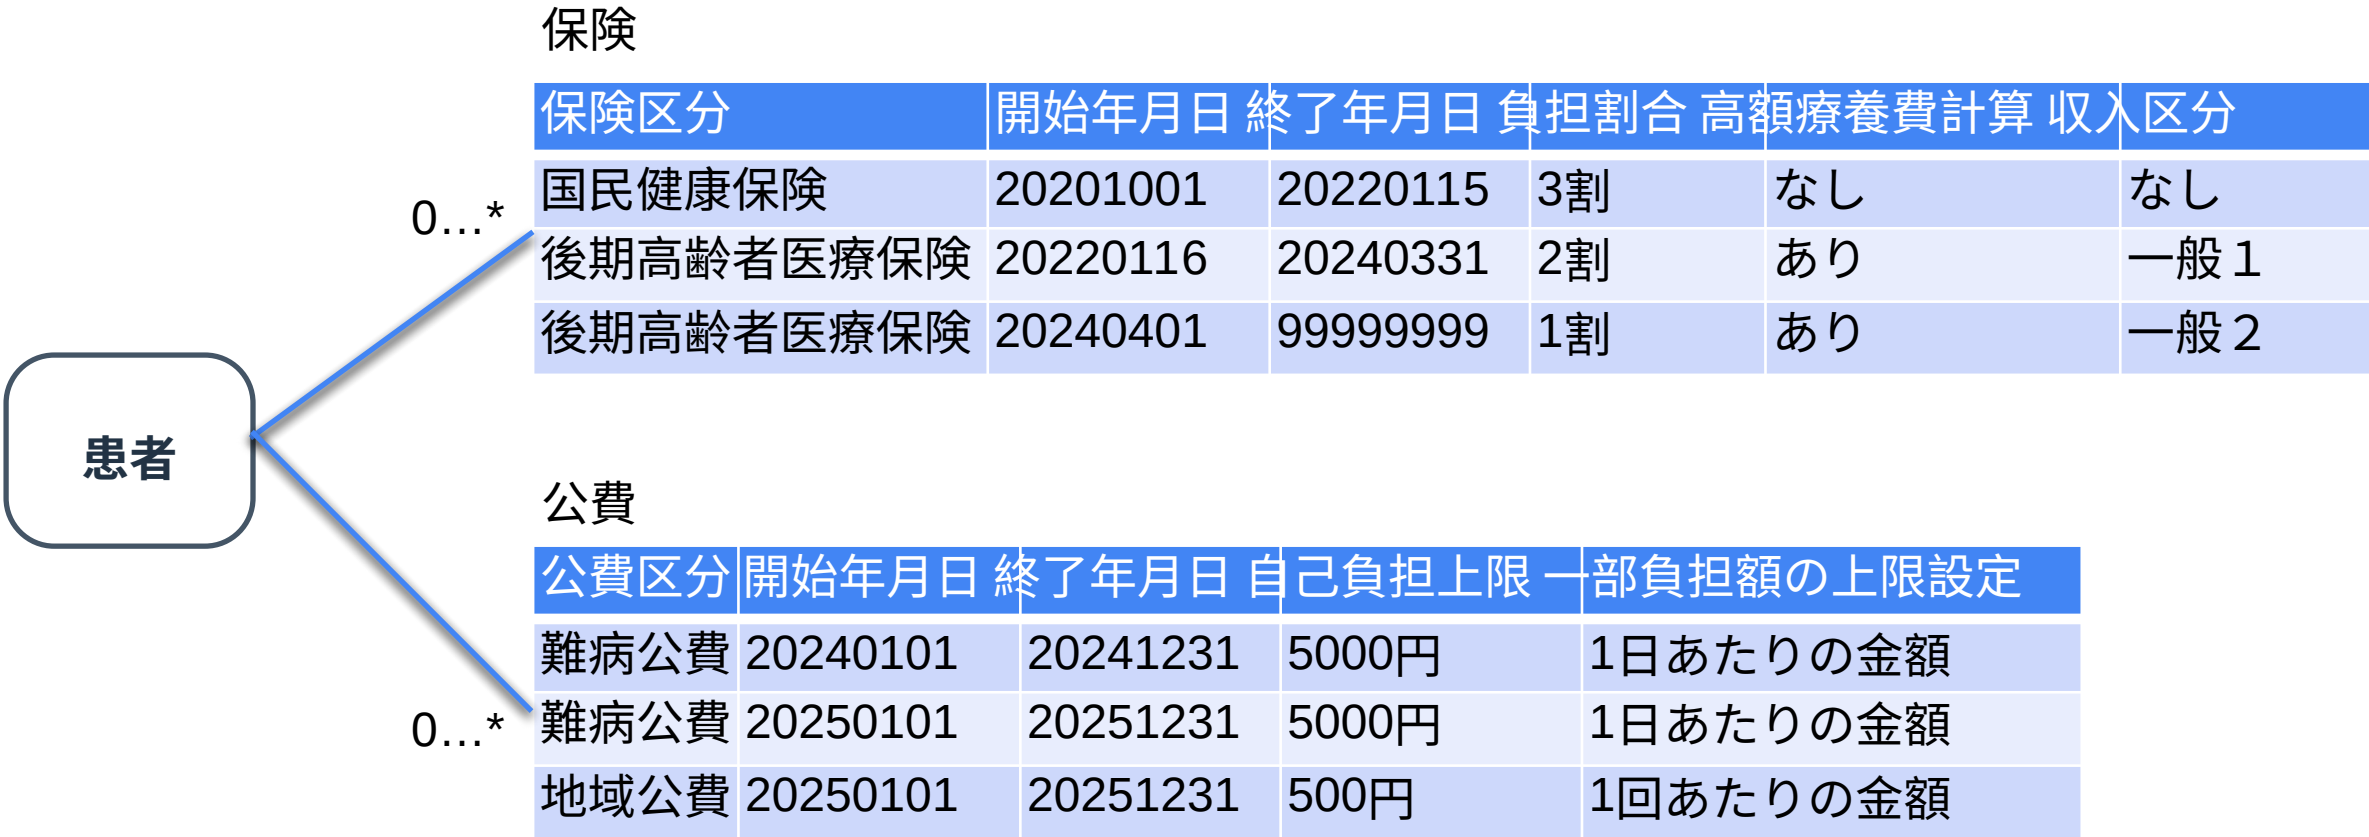 保険
保険区分 開始年月日 終了年月日 負担割合 高額療養費計算 収入区分
国民健康保険 20201001 20220115 3割 なし なし
0…*
後期高齢者医療保険 20220116 20240331 2割 あり 一般１
後期高齢者医療保険 20240401 99999999 1割 あり 一般２
患者
公費
公費区分 開始年月日 終了年月日 自己負担上限 一部負担額の上限設定
難病公費 20240101 20241231 5000円 1日あたりの金額
難病公費 20250101 20251231 5000円 1日あたりの金額
0…*
地域公費 20250101 20251231 500円 1回あたりの金額